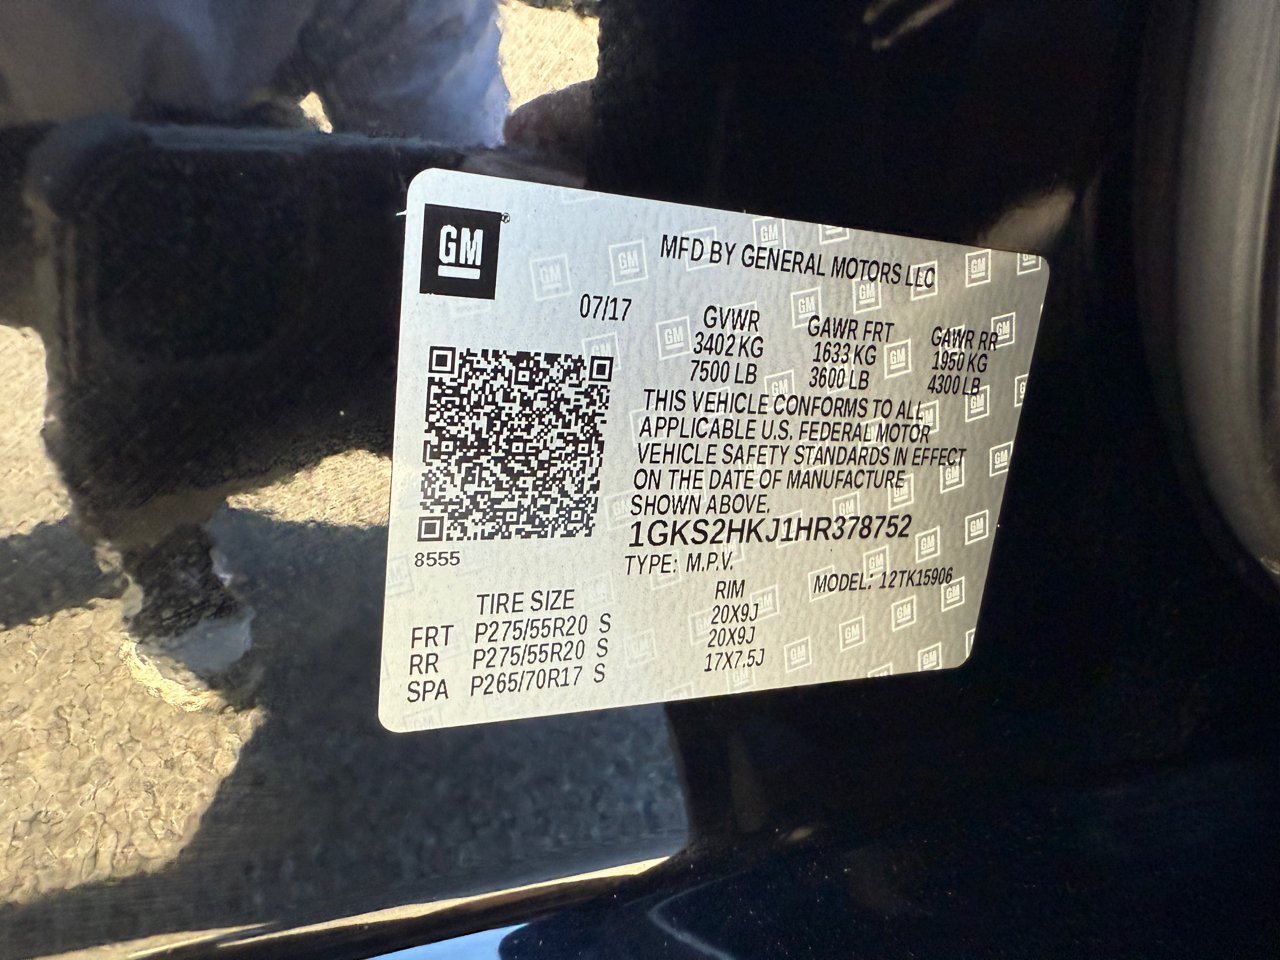 GM
MFD BY GENERAL MOTORS LLC
07/17
GVWR GAWR FRT GAWR RR
3402 KG 1633 KG 1950 KG
7500 LB 3600 LB 4300 LB
THIS VEHICLE CONFORMS TO ALL
APPLICABLE U.S. FEDERAL MOTOR
VEHICLE SAFETY STANDARDS IN EFFECT
ON THE DATE OF MANUFACTURE
SHOWN ABOVE.
1GKS2HKJ1HR378752
8555
TYPE: M.P.V. MODEL: 12TK15906
TIRE SIZE RIM
FRT P275/55R20 S 20X9J
RR P275/55R20 S 20X9J
SPA P265/70R17 S 17X7.5J